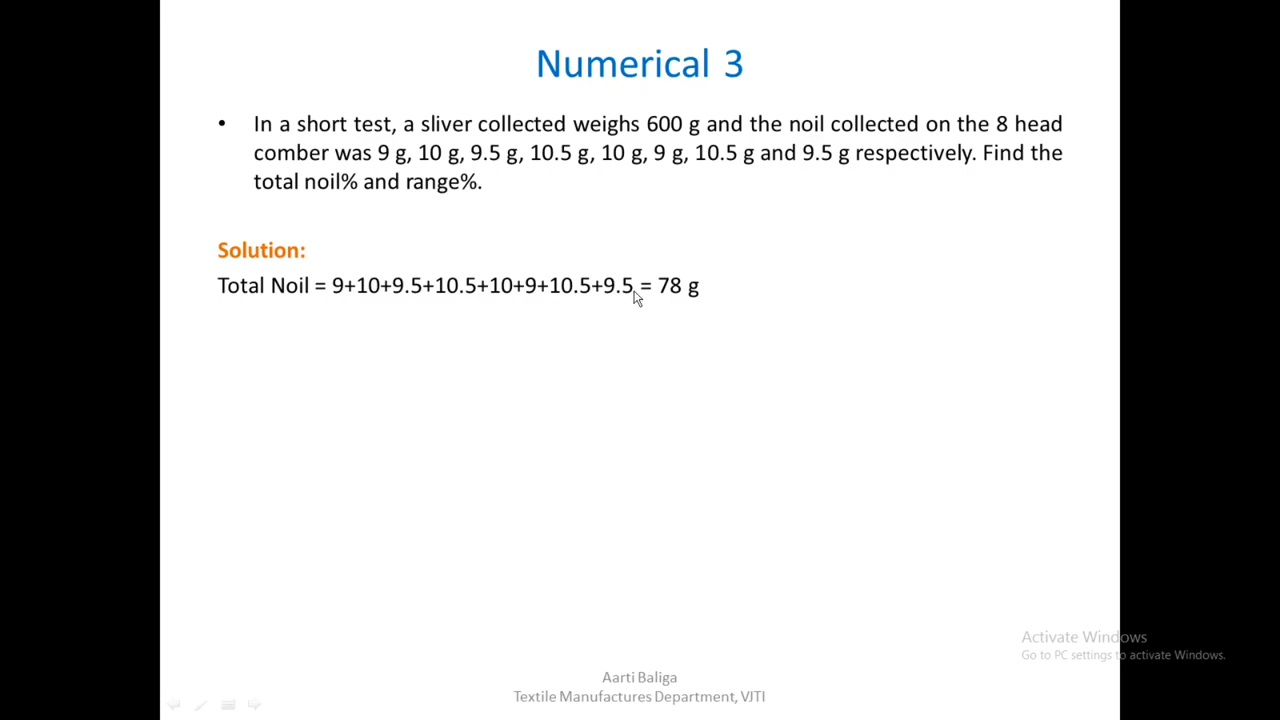 Numerical 3
• In a short test, a sliver collected weighs 600 g and the noil collected on the 8 head
comber was 9 g, 10 g, 9.5 g, 10.5 g, 10 g, 9 g, 10.5 g and 9.5 g respectively. Find the
total noil% and range%.
Solution:
Total Noil = 9+10+9.5+10.5+10+9+10.5+9.5 = 78 g
Activate Windows
Go to PC settings to activate Windows.
Aarti Baliga
Textile Manufactures Department, VJTI